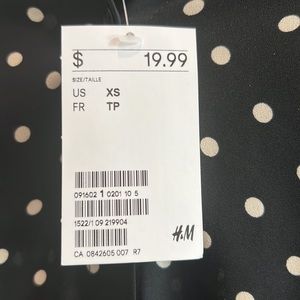 $ 19.99
SIZE/TAILLE
US XS
FR TP
091602 1 0201 10 5
1522/1 09 219904
H&M
CA 0842605 007 R7